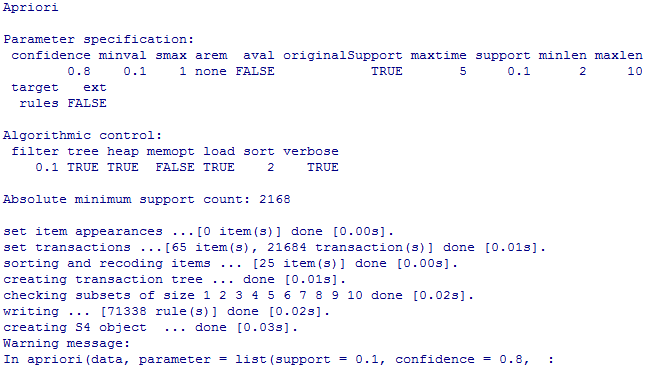 Apriori

Parameter specification:
 confidence minval smax arem  aval originalSupport maxtime support minlen maxlen
        0.8    0.1    1 none FALSE            TRUE       5     0.1      2     10
 target   ext
  rules FALSE

Algorithmic control:
 filter tree heap memopt load sort verbose
    0.1 TRUE TRUE  FALSE TRUE    2    TRUE

Absolute minimum support count: 2168

set item appearances ...[0 item(s)] done [0.00s].
set transactions ...[65 item(s), 21684 transaction(s)] done [0.01s].
sorting and recoding items ... [25 item(s)] done [0.00s].
creating transaction tree ... done [0.01s].
checking subsets of size 1 2 3 4 5 6 7 8 9 10 done [0.02s].
writing ... [71338 rule(s)] done [0.02s].
creating S4 object  ... done [0.03s].
Warning message:
In apriori(data, parameter = list(support = 0.1, confidence = 0.8,  :